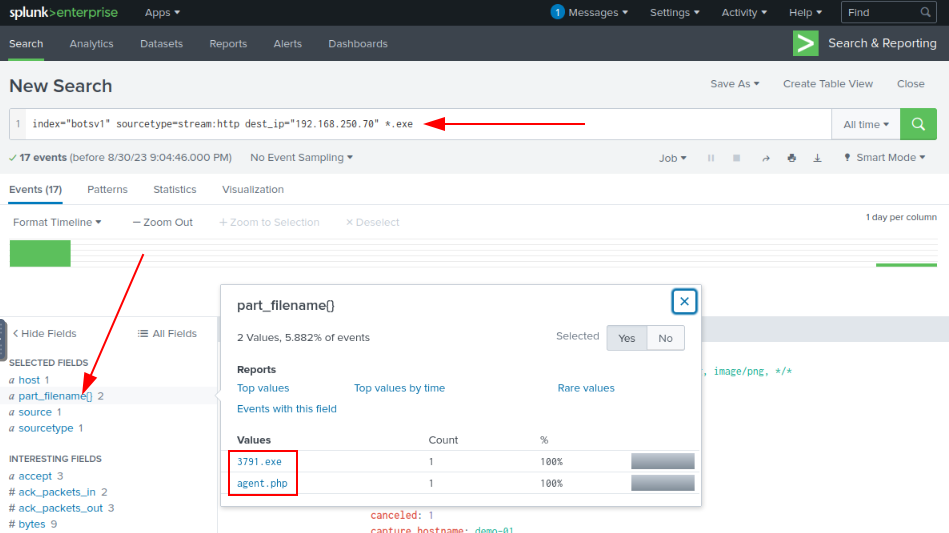 splunk>enterprise Apps ▾ 1 Messages ▾ Settings ▾ Activity ▾ Help ▾ Find
Search Analytics Datasets Reports Alerts Dashboards > Search & Reporting
New Search Save As ▾ Create Table View Close
1 index="botsv1" sourcetype=stream:http dest_ip="192.168.250.70" *.exe All time ▾
✓ 17 events (before 8/30/23 9:04:46.000 PM) No Event Sampling ▾ Job ▾ Smart Mode ▾
Events (17) Patterns Statistics Visualization
Format Timeline ▾ — Zoom Out + Zoom to Selection × Deselect 1 day per column
part_filename{} ×
< Hide Fields All Fields
2 Values, 5.882% of events Selected Yes No
SELECTED FIELDS
a host 1
a part_filename{} 2
a source 1
a sourcetype 1
Reports
Top values Top values by time Rare values
Events with this field
, image/png, */*
INTERESTING FIELDS
a accept 3
# ack_packets_in 2
# ack_packets_out 3
# bytes 9
Values Count %
3791.exe 1 100%
agent.php 1 100%
canceled: 1
capture_hostname: demo-01